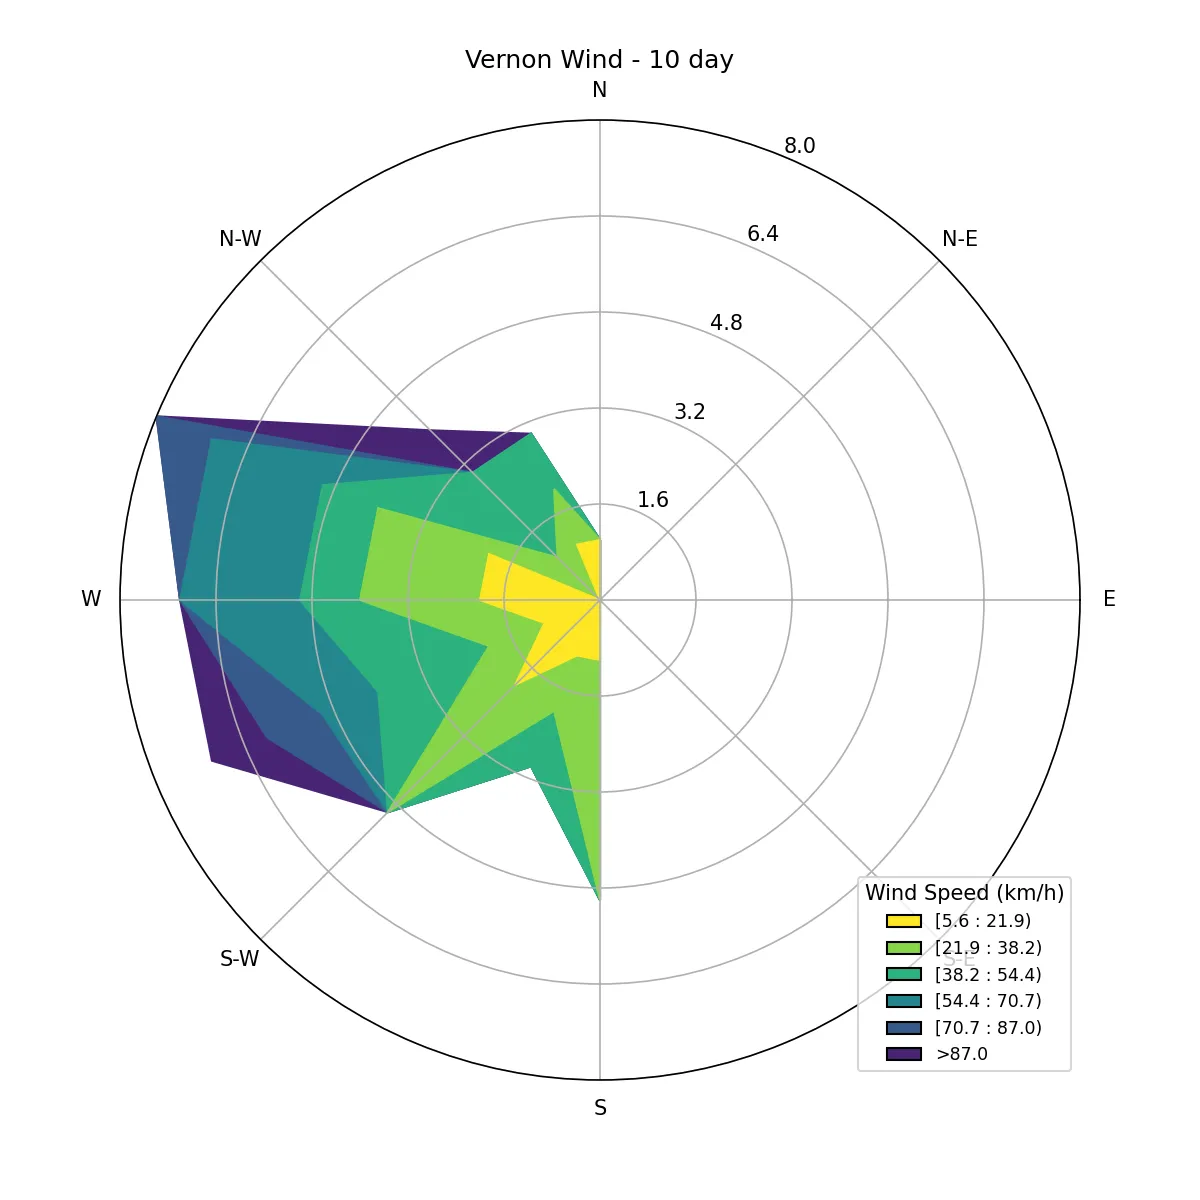 Vernon Wind - 10 day
N
8.0
N-W
6.4
N-E
4.8
3.2
1.6
W
E
S-W
S-E
S
Wind Speed (km/h)
[5.6 : 21.9)
[21.9 : 38.2)
[38.2 : 54.4)
[54.4 : 70.7)
[70.7 : 87.0)
>87.0